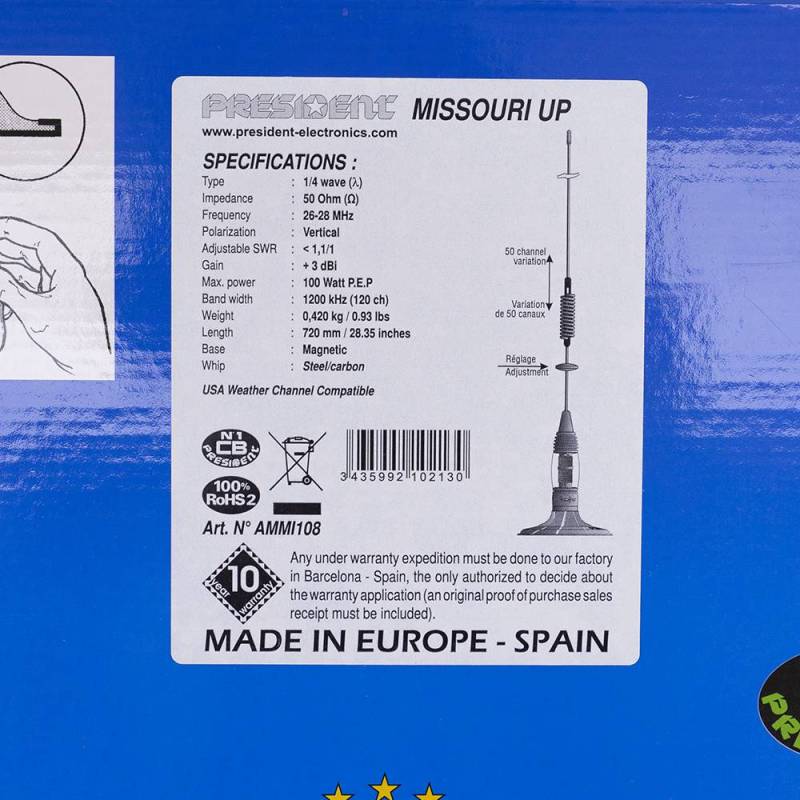 PRESIDENT MISSOURI UP
www.president-electronics.com
SPECIFICATIONS :
Type : 1/4 wave (λ)
Impedance : 50 Ohm (Ω)
Frequency : 26-28 MHz
Polarization : Vertical
Adjustable SWR : < 1,1/1
Gain : + 3 dBi
Max. power : 100 Watt P.E.P
Band width : 1200 kHz (120 ch)
Weight : 0,420 kg / 0.93 lbs
Length : 720 mm / 28.35 inches
Base : Magnetic
Whip : Steel/carbon
USA Weather Channel Compatible
50 channel
variation
Variation
de 50 canaux
Réglage
Adjustment
N°1
CB
PRESIDENT
100%
RoHS2
3 435992 102130
Art. N° AMMI108
10
year warranty
Any under warranty expedition must be done to our factory
in Barcelona - Spain, the only authorized to decide about
the warranty application (an original proof of purchase sales
receipt must be included).
MADE IN EUROPE - SPAIN